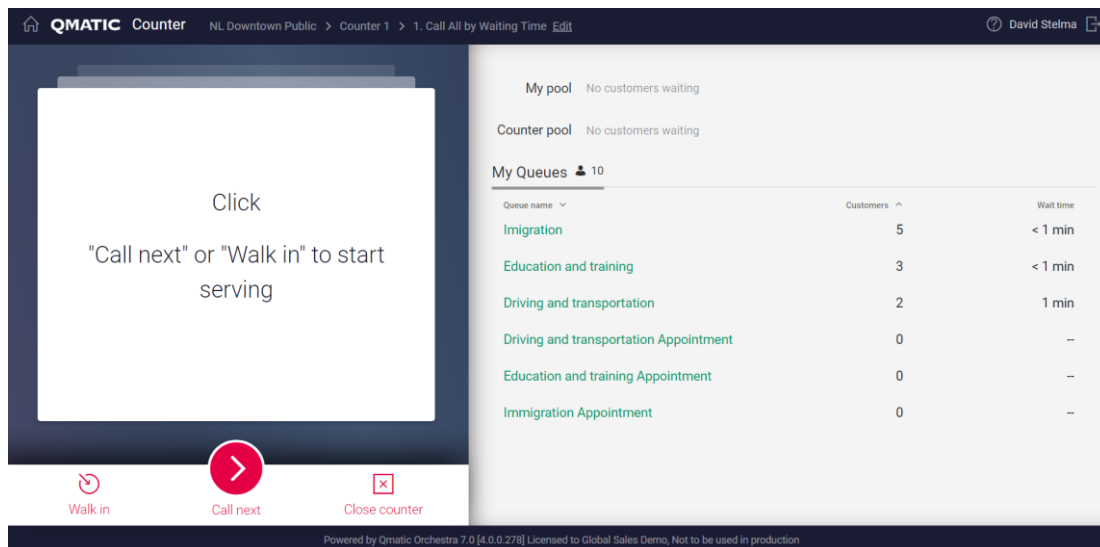 QMATIC Counter NL Downtown Public > Counter 1 > 1. Call All by Waiting Time Edit David Stelma
Click
"Call next" or "Walk in" to start
serving
Walk in Call next Close counter
My pool No customers waiting
Counter pool No customers waiting
My Queues 10
Queue name Customers Wait time
Imigration 5 < 1 min
Education and training 3 < 1 min
Driving and transportation 2 1 min
Driving and transportation Appointment 0 --
Education and training Appointment 0 --
Immigration Appointment 0 --
Powered by Qmatic Orchestra 7.0 [4.0.0.278] Licensed to Global Sales Demo, Not to be used in production